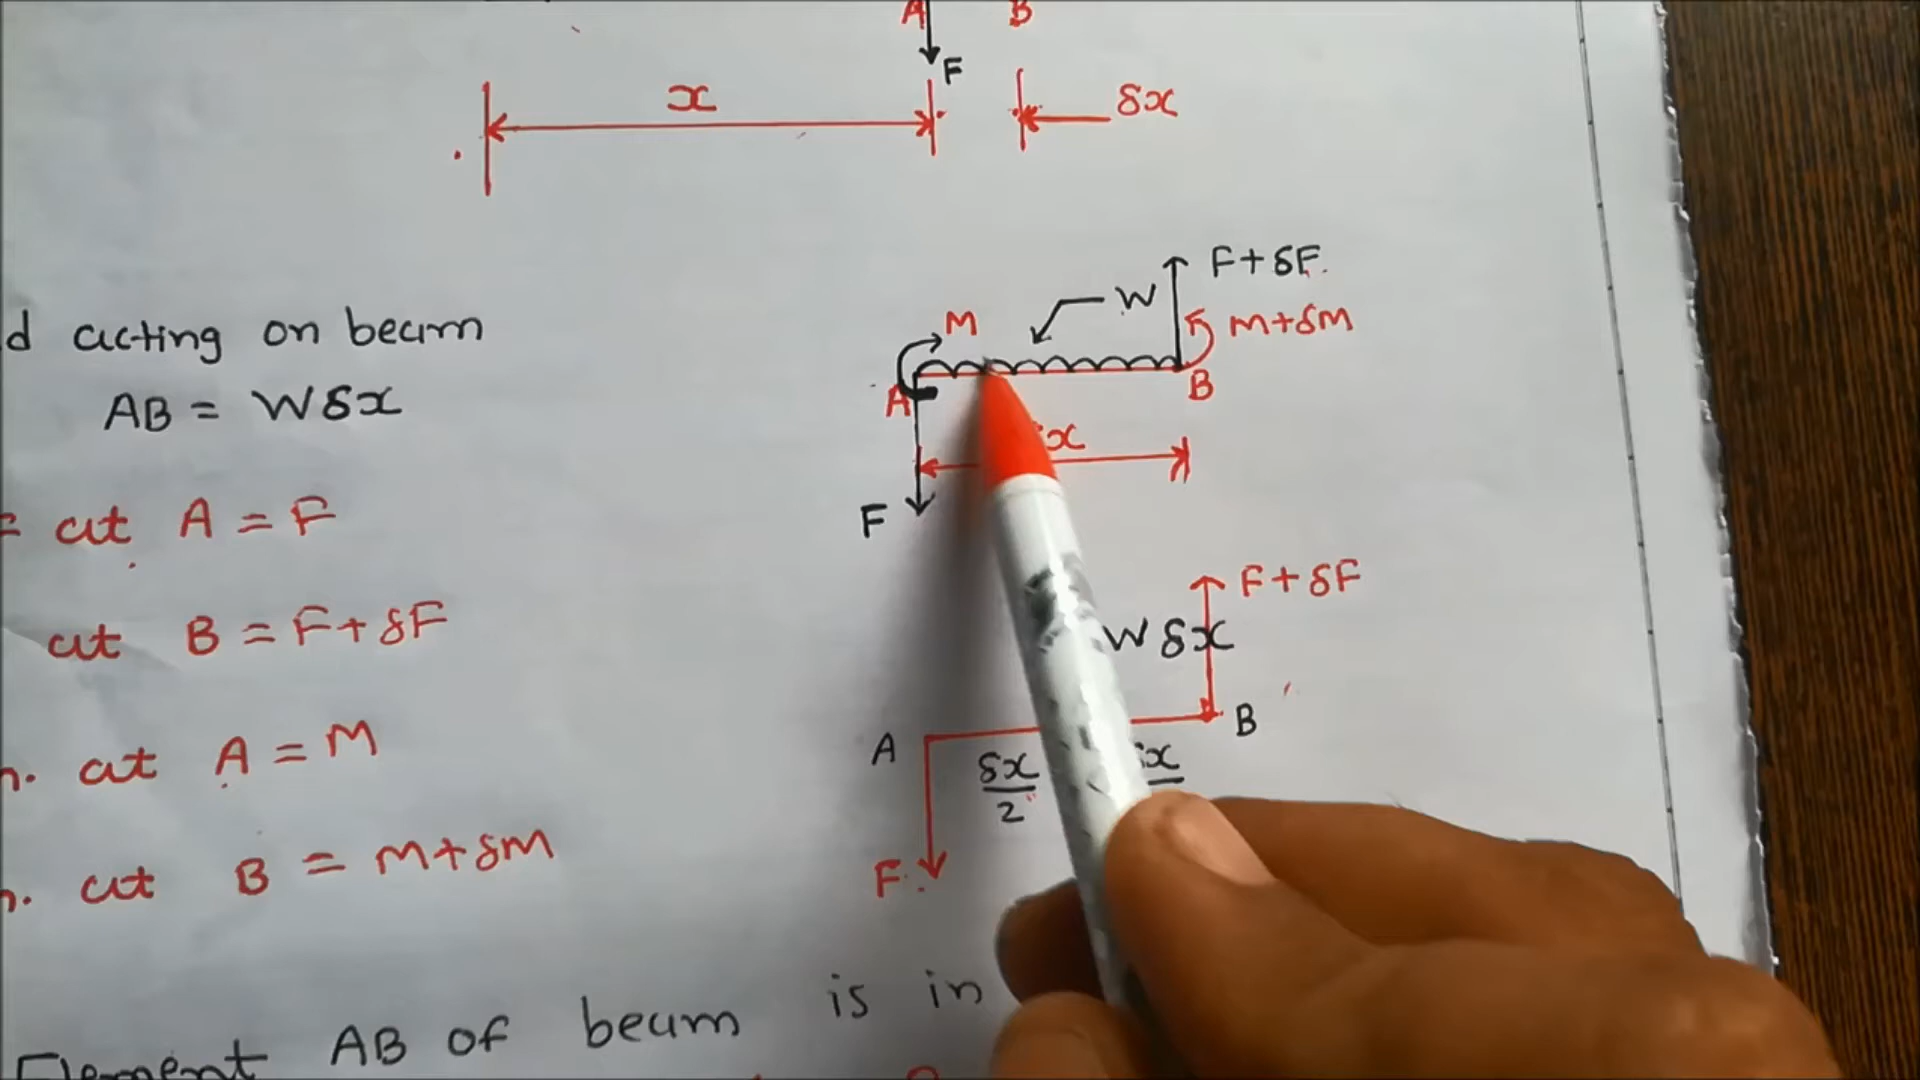 A B
F
x δx
F+δF
W
M M+δM
A B
δx
F
d acting on beam
AB = Wδx
at A = F
at B = F+δF
at A = M
at B = M+δM
F+δF
Wδx
A B
δx/2
F
Element AB of beam is in